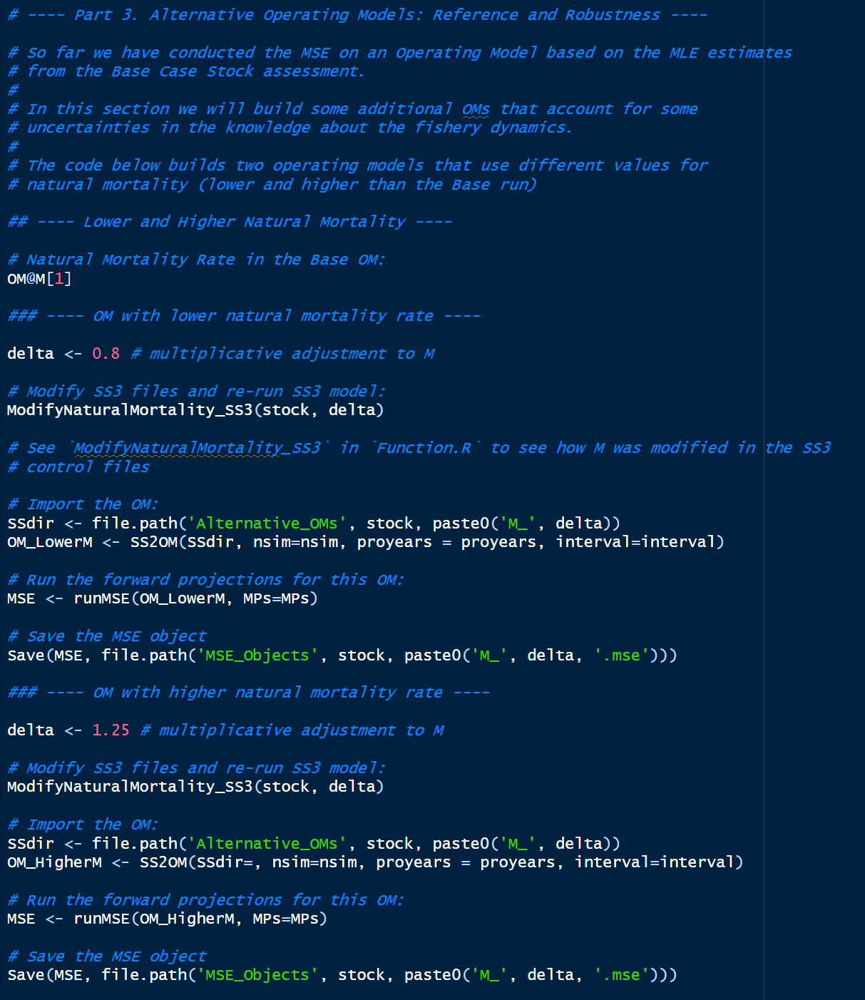 # ---- Part 3. Alternative Operating Models: Reference and Robustness ----
# So far we have conducted the MSE on an Operating Model based on the MLE estimates
# from the Base Case Stock assessment.
#
# In this section we will build some additional OMs that account for some
# uncertainties in the knowledge about the fishery dynamics.
#
# The code below builds two operating models that use different values for
# natural mortality (lower and higher than the Base run)
## ---- Lower and Higher Natural Mortality ----
# Natural Mortality Rate in the Base OM:
OM@M[1]
### ---- OM with lower natural mortality rate ----
delta <- 0.8 # multiplicative adjustment to M
# Modify SS3 files and re-run SS3 model:
ModifyNaturalMortality_SS3(stock, delta)
# See `ModifyNaturalMortality_SS3` in `Function.R` to see how M was modified in the SS3
# control files
# Import the OM:
SSdir <- file.path('Alternative_OMs', stock, paste0('M_', delta))
OM_LowerM <- SS2OM(SSdir, nsim=nsim, proyears = proyears, interval=interval)
# Run the forward projections for this OM:
MSE <- runMSE(OM_LowerM, MPs=MPs)
# Save the MSE object
Save(MSE, file.path('MSE_Objects', stock, paste0('M_', delta, '.mse')))
### ---- OM with higher natural mortality rate ----
delta <- 1.25 # multiplicative adjustment to M
# Modify SS3 files and re-run SS3 model:
ModifyNaturalMortality_SS3(stock, delta)
# Import the OM:
SSdir <- file.path('Alternative_OMs', stock, paste0('M_', delta))
OM_HigherM <- SS2OM(SSdir=, nsim=nsim, proyears = proyears, interval=interval)
# Run the forward projections for this OM:
MSE <- runMSE(OM_HigherM, MPs=MPs)
# Save the MSE object
Save(MSE, file.path('MSE_Objects', stock, paste0('M_', delta, '.mse')))